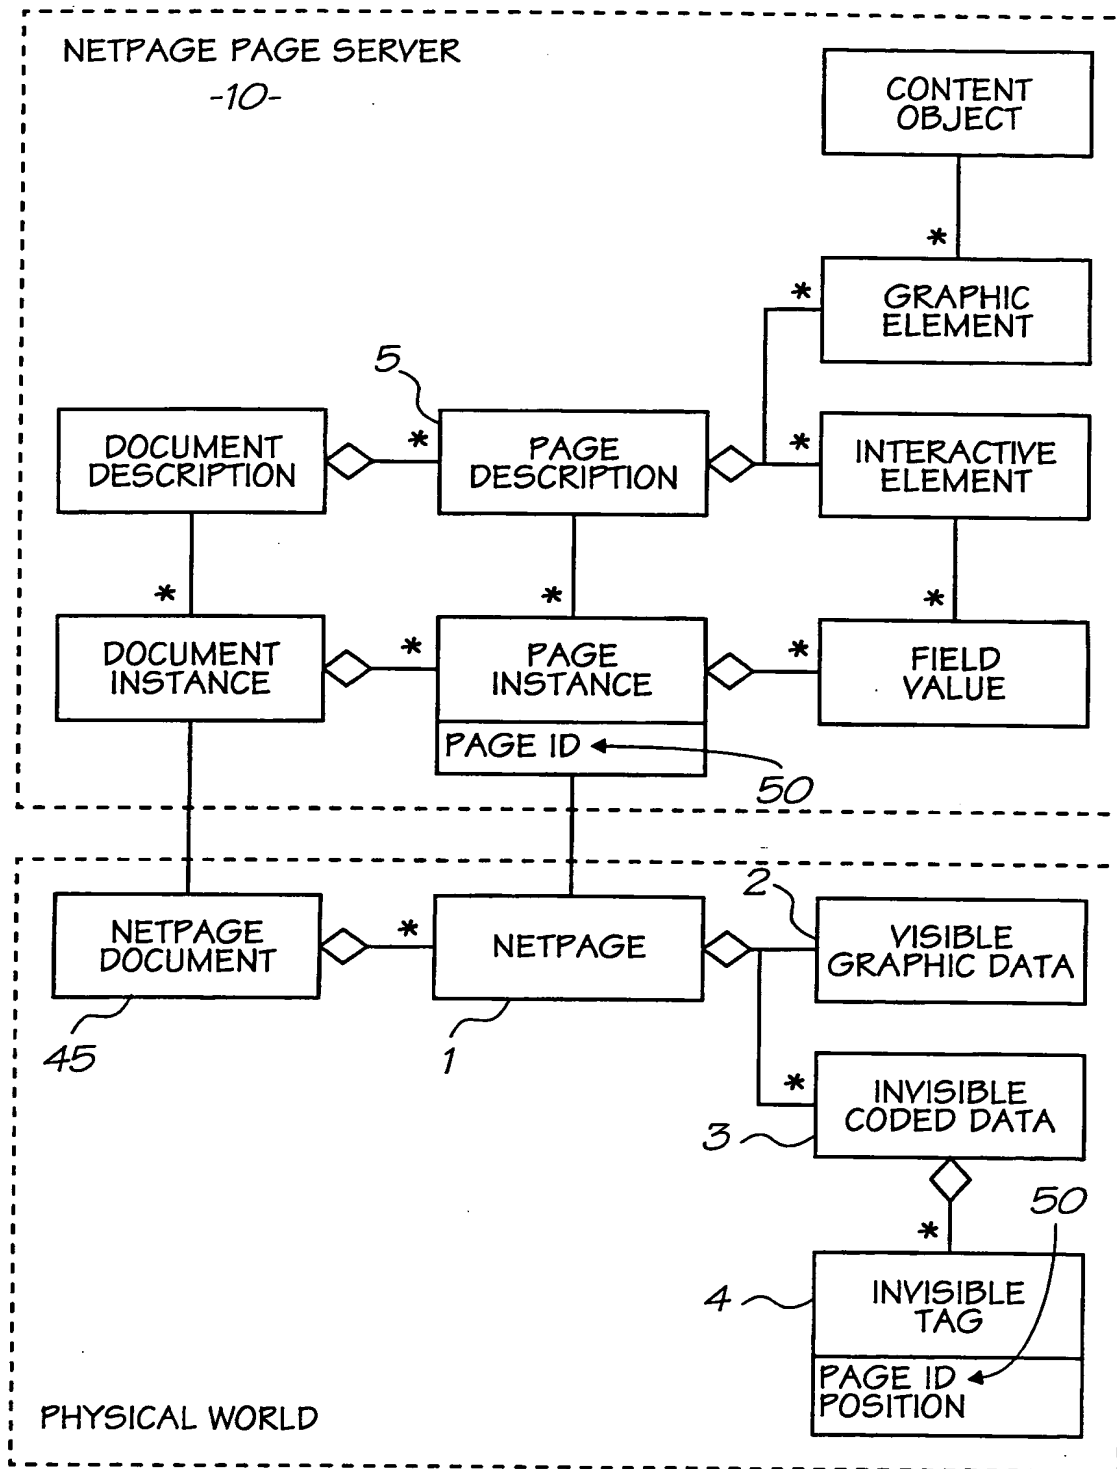 NETPAGE PAGE SERVER
-10-
CONTENT
OBJECT
*
GRAPHIC
ELEMENT
*
5
DOCUMENT
DESCRIPTION
*
PAGE
DESCRIPTION
*
INTERACTIVE
ELEMENT
*
*
*
DOCUMENT
INSTANCE
*
PAGE
INSTANCE
*
FIELD
VALUE
PAGE ID
50
2
NETPAGE
DOCUMENT
*
NETPAGE
VISIBLE
GRAPHIC DATA
45
1
*
INVISIBLE
CODED DATA
3
50
*
4
INVISIBLE
TAG
PAGE ID
POSITION
PHYSICAL WORLD